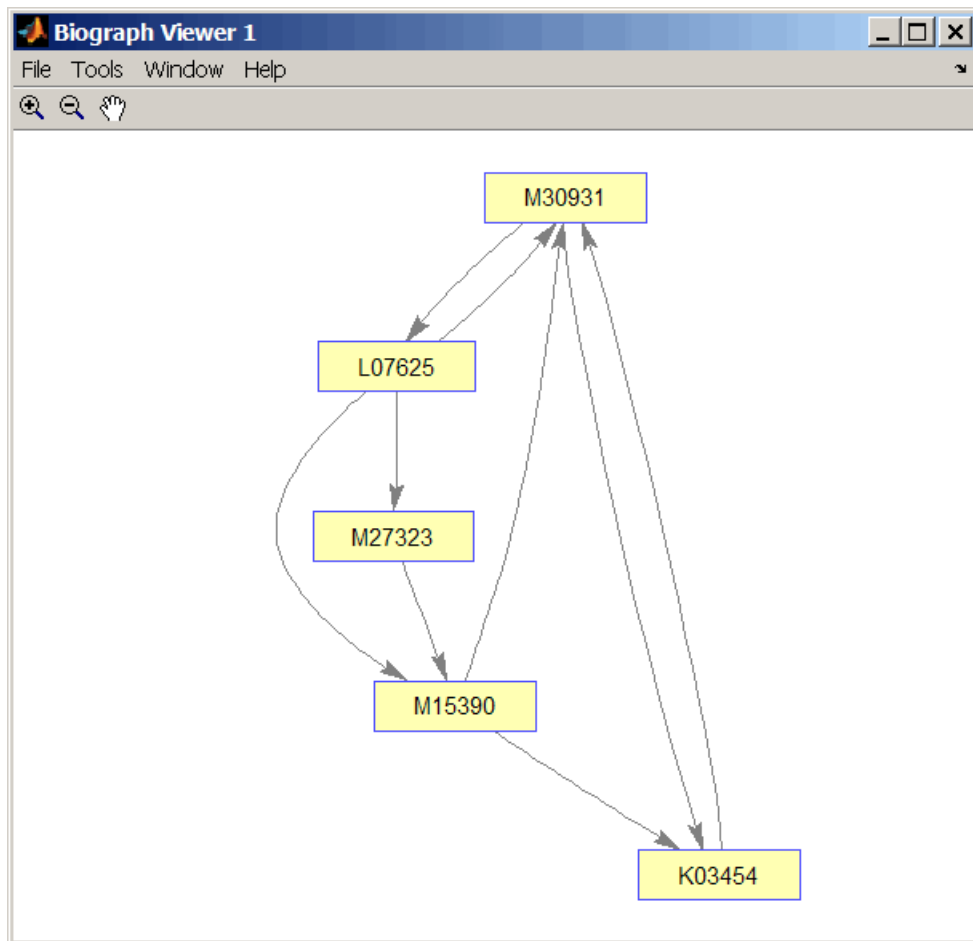 Biograph Viewer 1
File Tools Window Help
M30931
L07625
M27323
M15390
K03454